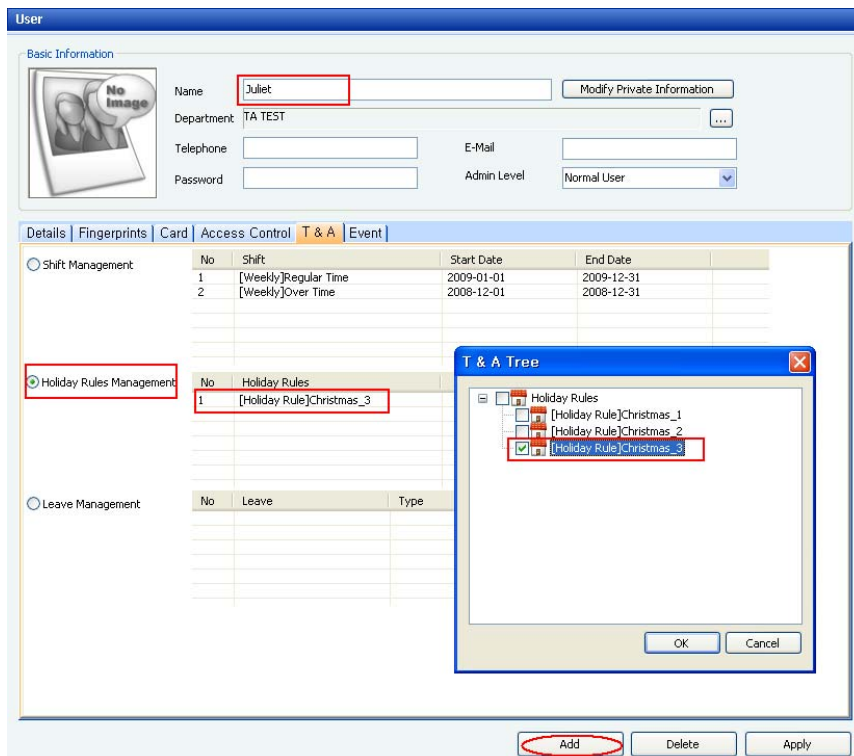 User
Basic Information
No Image
Name Juliet Modify Private Information
Department TA TEST ...
Telephone E-Mail
Password Admin Level Normal User
Details Fingerprints Card Access Control T & A Event
Shift Management
No Shift Start Date End Date
1 [Weekly]Regular Time 2009-01-01 2009-12-31
2 [Weekly]Over Time 2008-12-01 2008-12-31
Holiday Rules Management
No Holiday Rules
1 [Holiday Rule]Christmas_3
Leave Management
No Leave Type
T & A Tree
Holiday Rules
[Holiday Rule]Christmas_1
[Holiday Rule]Christmas_2
[Holiday Rule]Christmas_3
OK Cancel
Add Delete Apply